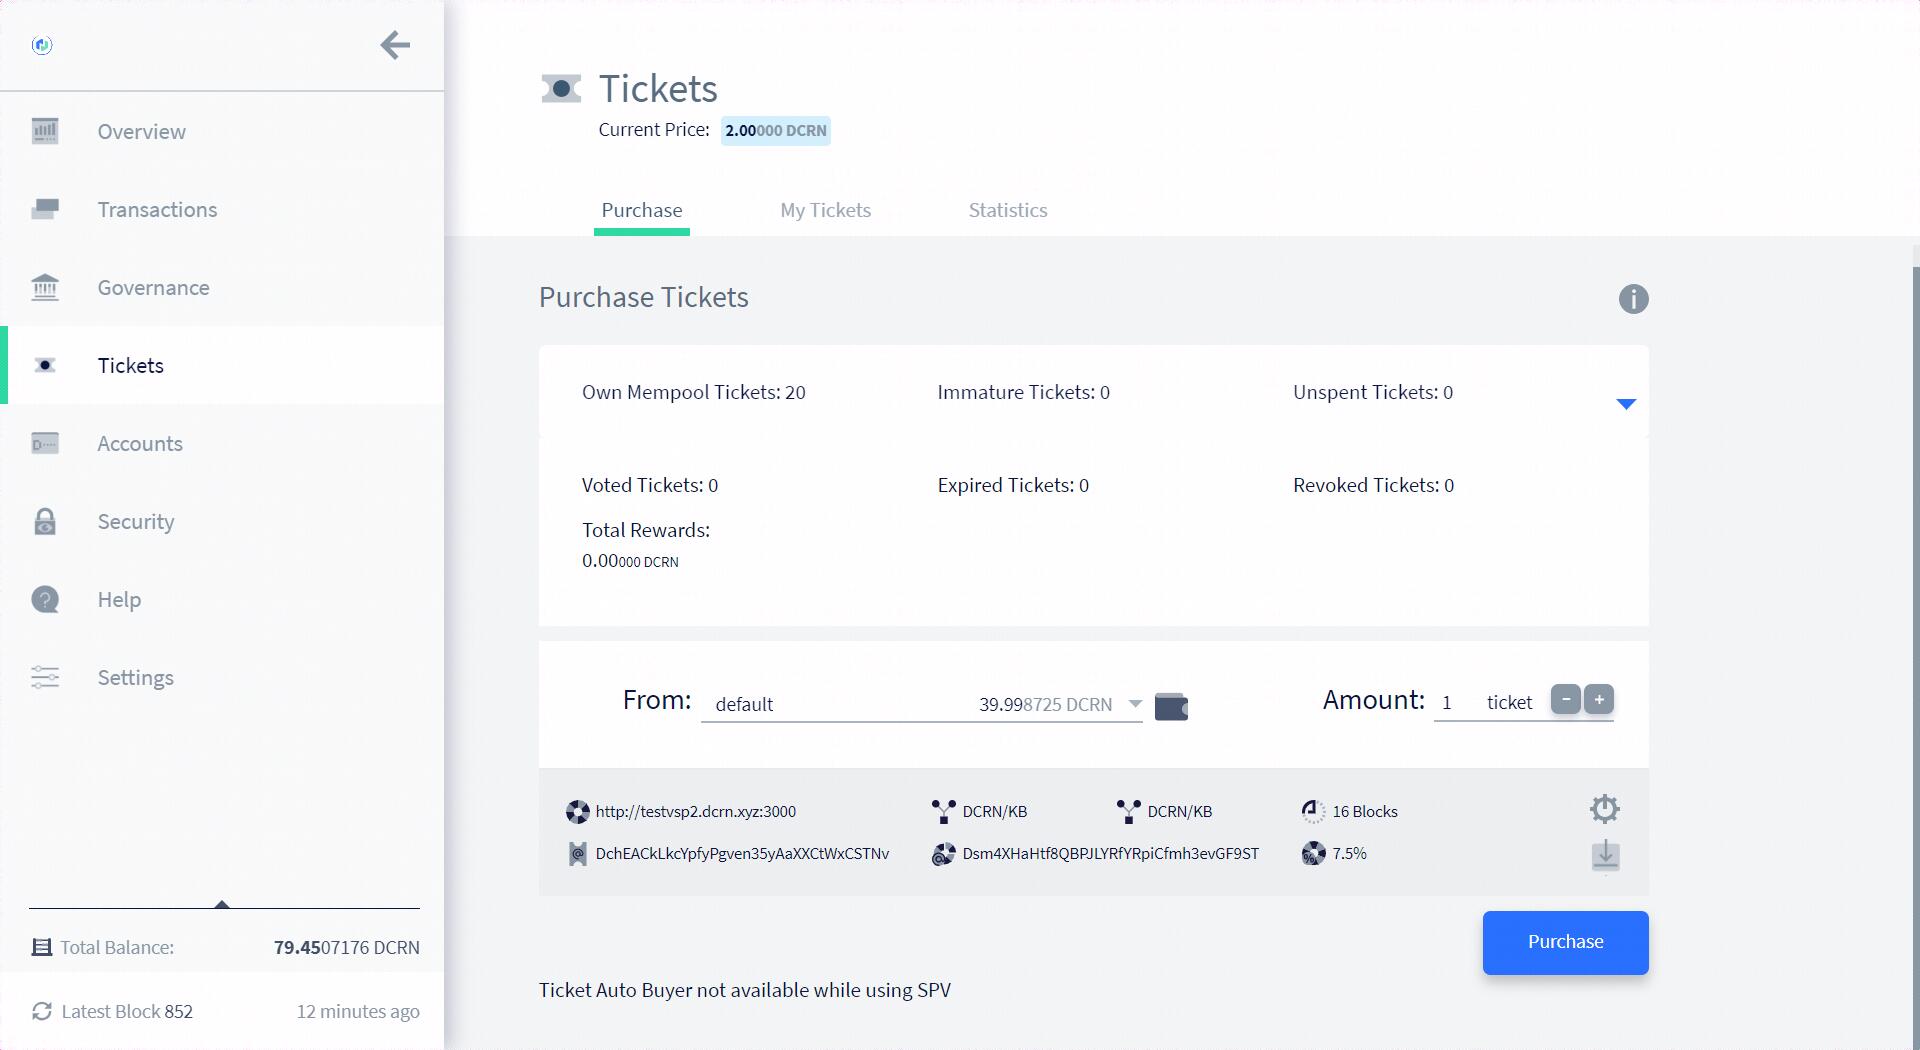 Overview
Transactions
Governance
Tickets
Accounts
Security
Help
Settings
Total Balance: 79.4507176 DCRN
Latest Block 852 12 minutes ago
Tickets
Current Price: 2.00000 DCRN
Purchase My Tickets Statistics
Purchase Tickets
Own Mempool Tickets: 20 Immature Tickets: 0 Unspent Tickets: 0
Voted Tickets: 0 Expired Tickets: 0 Revoked Tickets: 0
Total Rewards:
0.00000 DCRN
From: default 39.998725 DCRN Amount: 1 ticket - +
http://testvsp2.dcrn.xyz:3000 DCRN/KB DCRN/KB 16 Blocks
DchEACkLkcYpfyPgven35yAaXXCtWxCSTNv Dsm4XHaHtf8QBPJLYRfYRpiCfmh3evGF9ST 7.5%
Purchase
Ticket Auto Buyer not available while using SPV